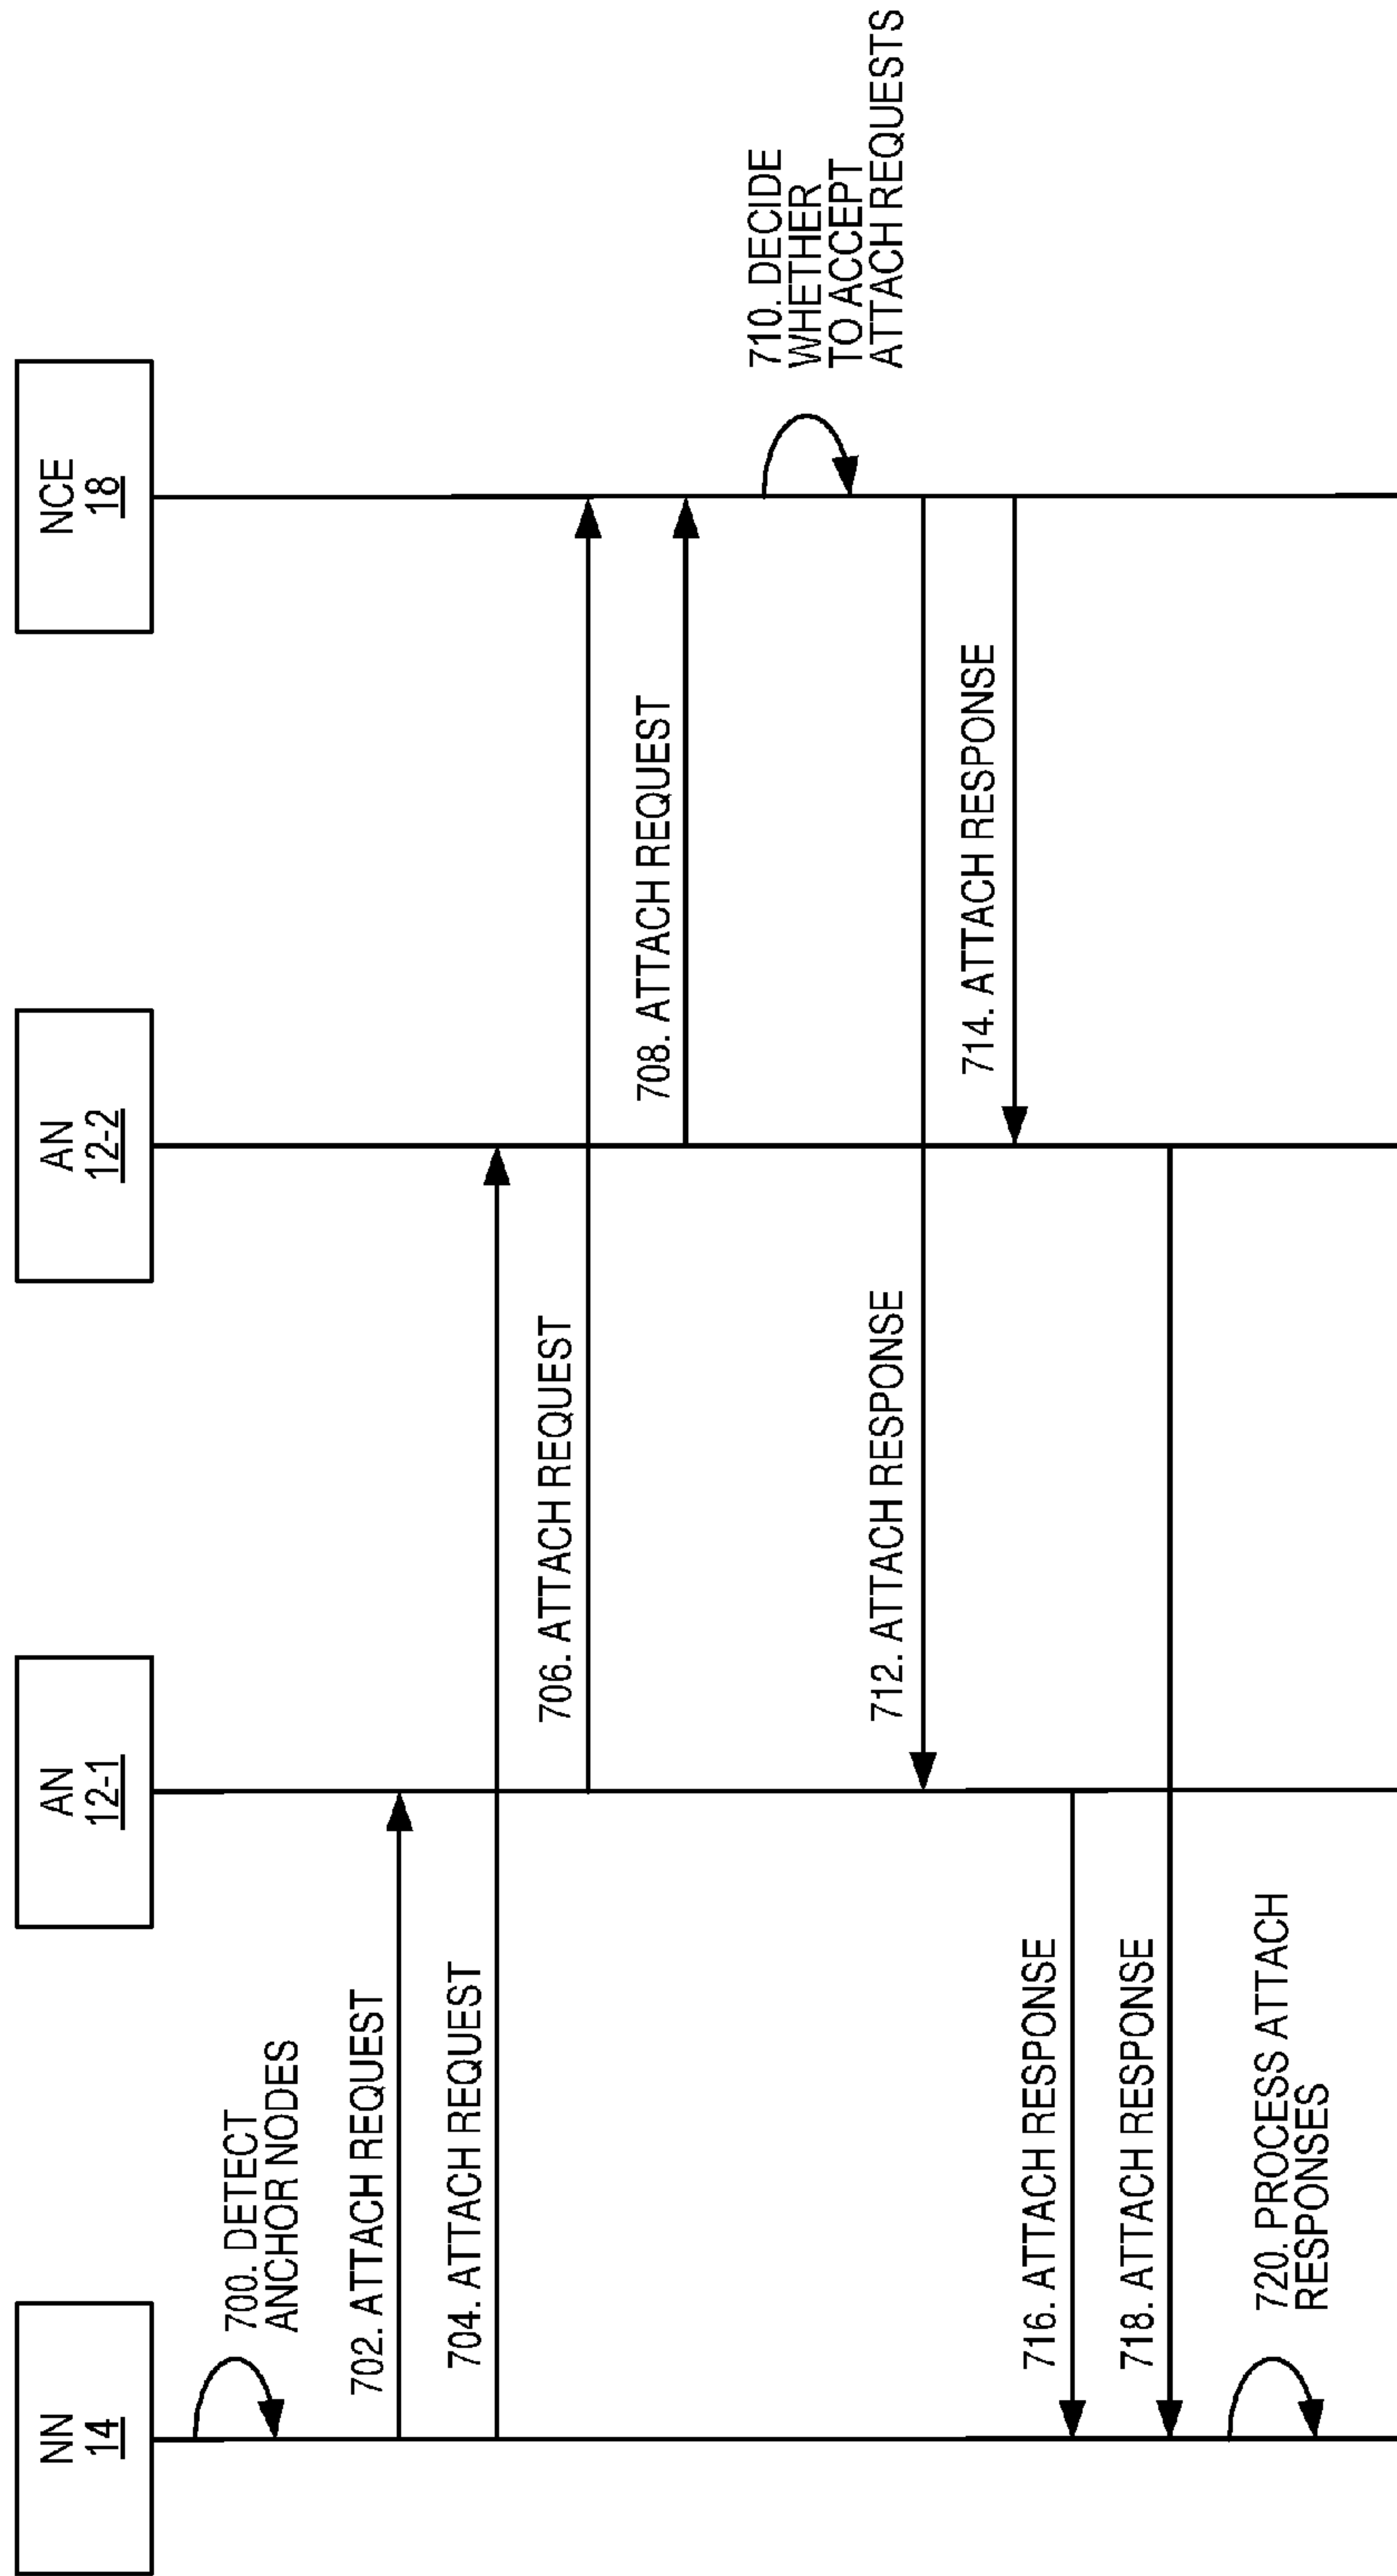 NN
14
AN
12-1
AN
12-2
NCE
18
700. DETECT
ANCHOR NODES
702. ATTACH REQUEST
704. ATTACH REQUEST
706. ATTACH REQUEST
708. ATTACH REQUEST
710. DECIDE
WHETHER
TO ACCEPT
ATTACH REQUESTS
712. ATTACH RESPONSE
714. ATTACH RESPONSE
716. ATTACH RESPONSE
718. ATTACH RESPONSE
720. PROCESS ATTACH
RESPONSES